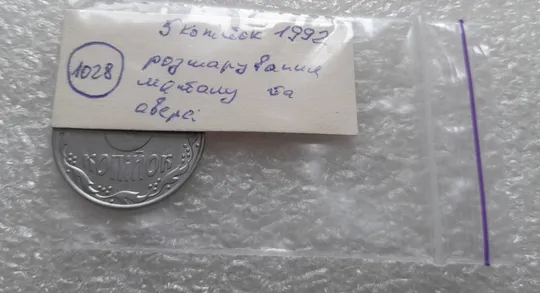 5 копійок 1992
1028
розшарування
металу на
аверсі
КОПІЙОК